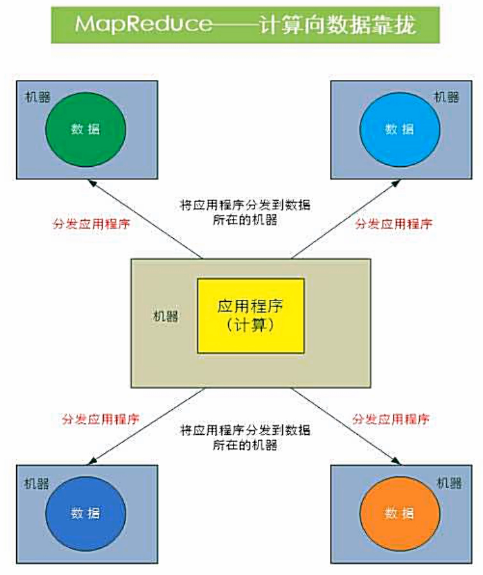 MapReduce——计算向数据靠拢
机器
数据
机器
数据
将应用程序分发到数据
所在的机器
分发应用程序
分发应用程序
机器
应用程序
(计算)
分发应用程序
分发应用程序
将应用程序分发到数据
所在的机器
机器
数据
机器
数据